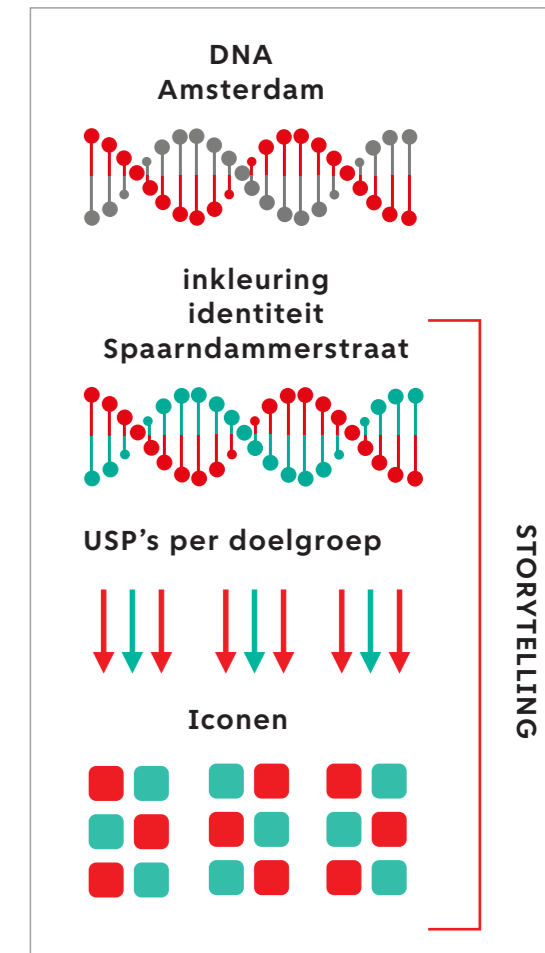 DNA
Amsterdam
inkleuring
identiteit
Spaarndammerstraat
USP's per doelgroep
Iconen
STORYTELLING